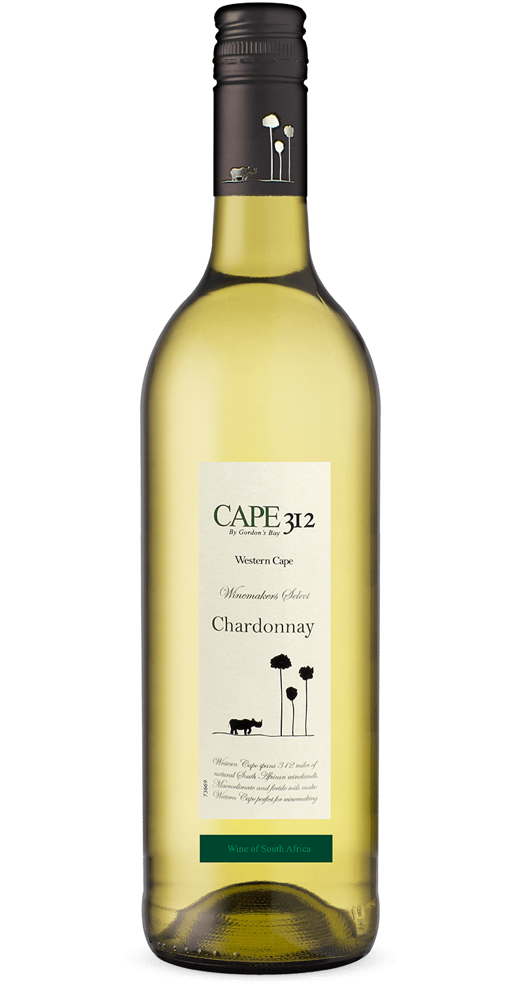 CAPE 312
By Gordon's Bay
Western Cape
Winemakers Select
Chardonnay
Western Cape spans 312 miles of
natural South African winelands.
Macroclimate and fertile soils make
Western Cape perfect for winemaking
73669
Wine of South Africa